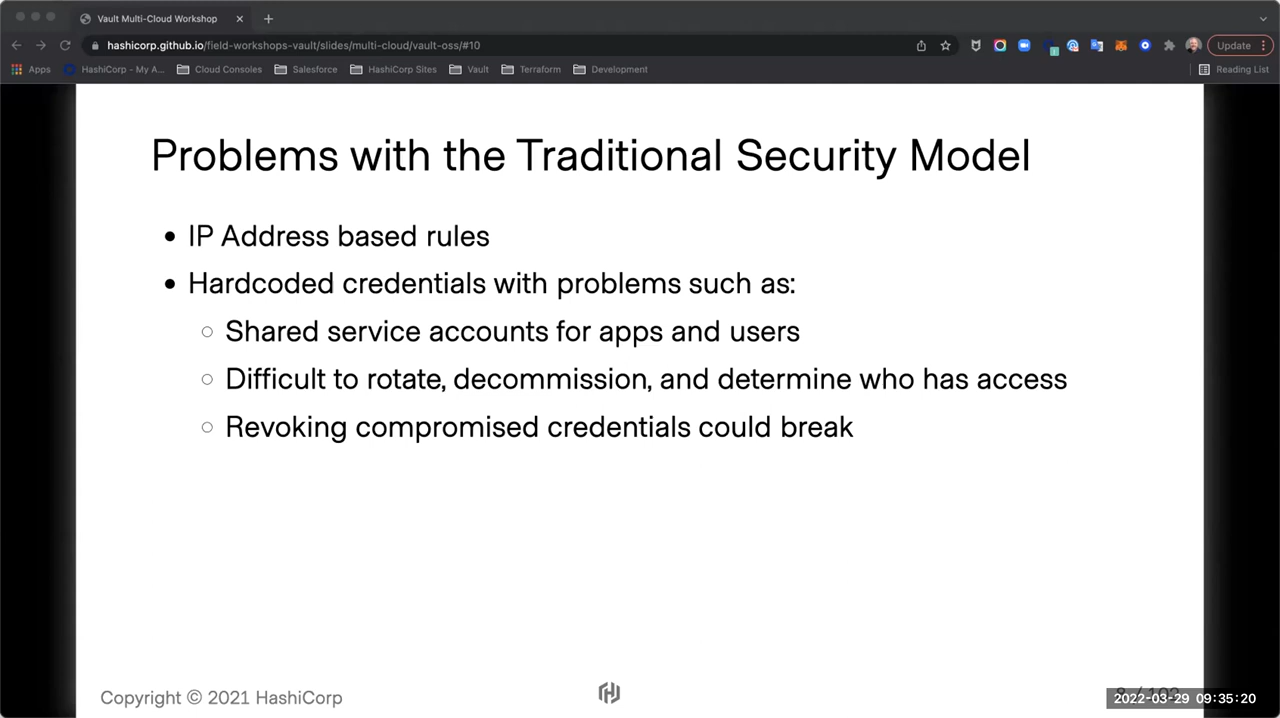 Vault Multi-Cloud Workshop
hashicorp.github.io/field-workshops-vault/slides/multi-cloud/vault-oss/#10
Update
Apps
HashiCorp - My A...
Cloud Consoles
Salesforce
HashiCorp Sites
Vault
Terraform
Development
Reading List
Problems with the Traditional Security Model
• IP Address based rules
• Hardcoded credentials with problems such as:
○ Shared service accounts for apps and users
○ Difficult to rotate, decommission, and determine who has access
○ Revoking compromised credentials could break
Copyright © 2021 HashiCorp
2022-03-29 09:35:20